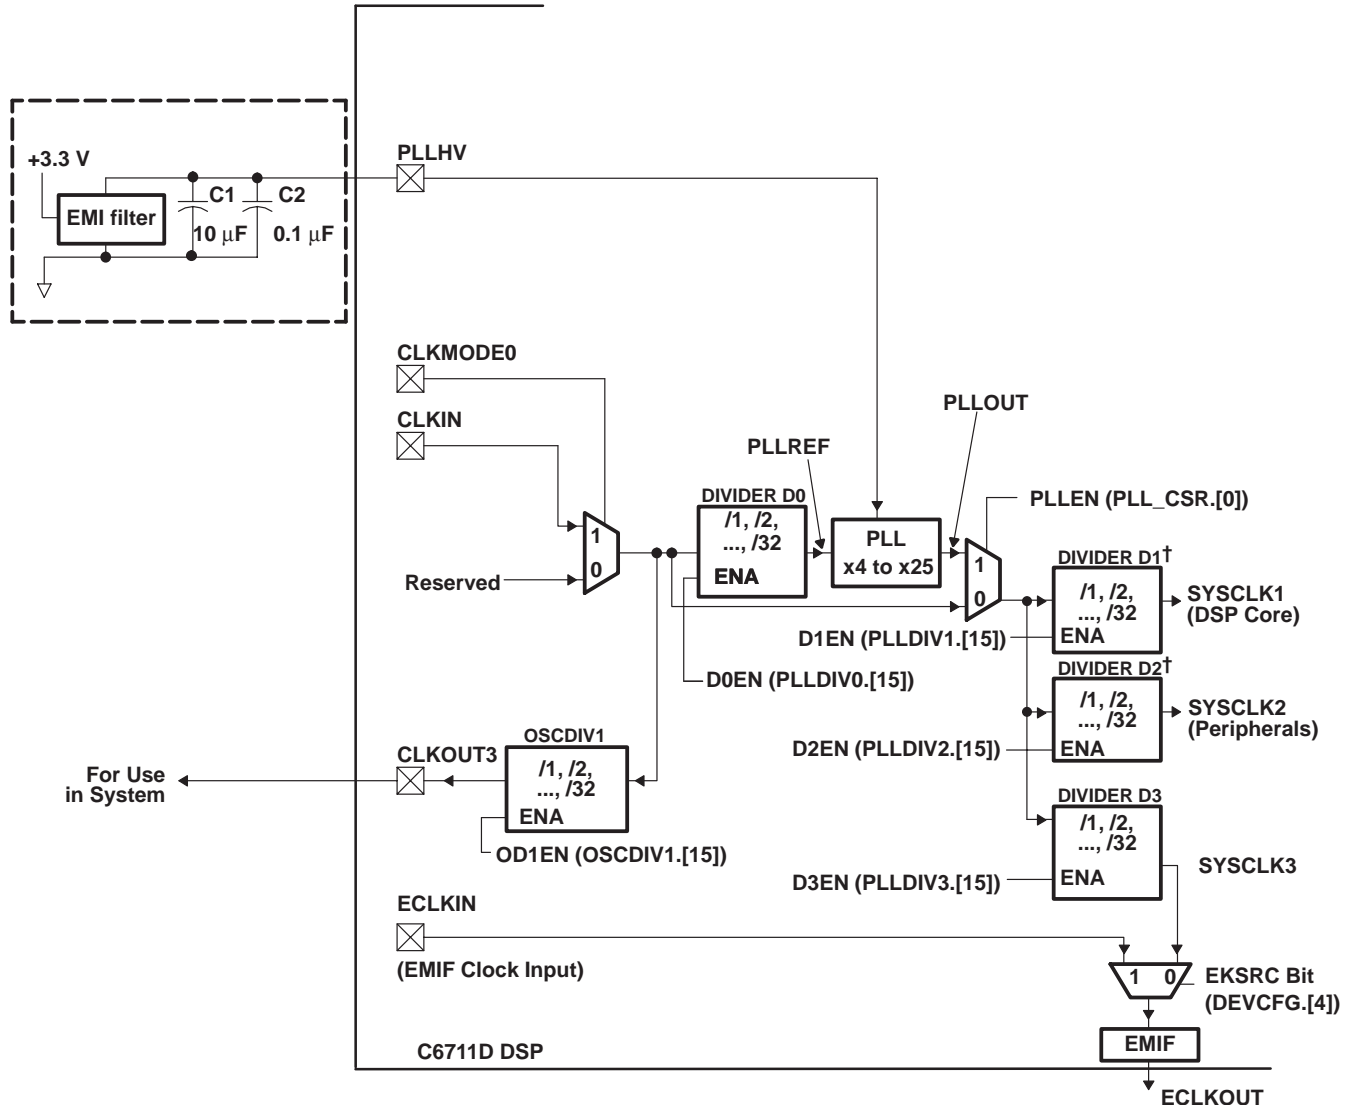 PLLHV
+3.3 V
EMI filter
C1
C2
10 μF
0.1 μF
CLKMODE0
CLKIN
Reserved
1
0
PLLREF
PLLOUT
DIVIDER D0
/1, /2,
..., /32
ENA
PLL
x4 to x25
1
0
PLLEN (PLL_CSR.[0])
D0EN (PLLDIV0.[15])
DIVIDER D1†
/1, /2,
..., /32
ENA
SYSCLK1
(DSP Core)
D1EN (PLLDIV1.[15])
DIVIDER D2†
/1, /2,
..., /32
ENA
SYSCLK2
(Peripherals)
D2EN (PLLDIV2.[15])
For Use
in System
CLKOUT3
OSCDIV1
/1, /2,
..., /32
ENA
OD1EN (OSCDIV1.[15])
DIVIDER D3
/1, /2,
..., /32
ENA
SYSCLK3
D3EN (PLLDIV3.[15])
ECLKIN
(EMIF Clock Input)
1 0
EKSRC Bit
(DEVCFG.[4])
EMIF
C6711D DSP
ECLKOUT